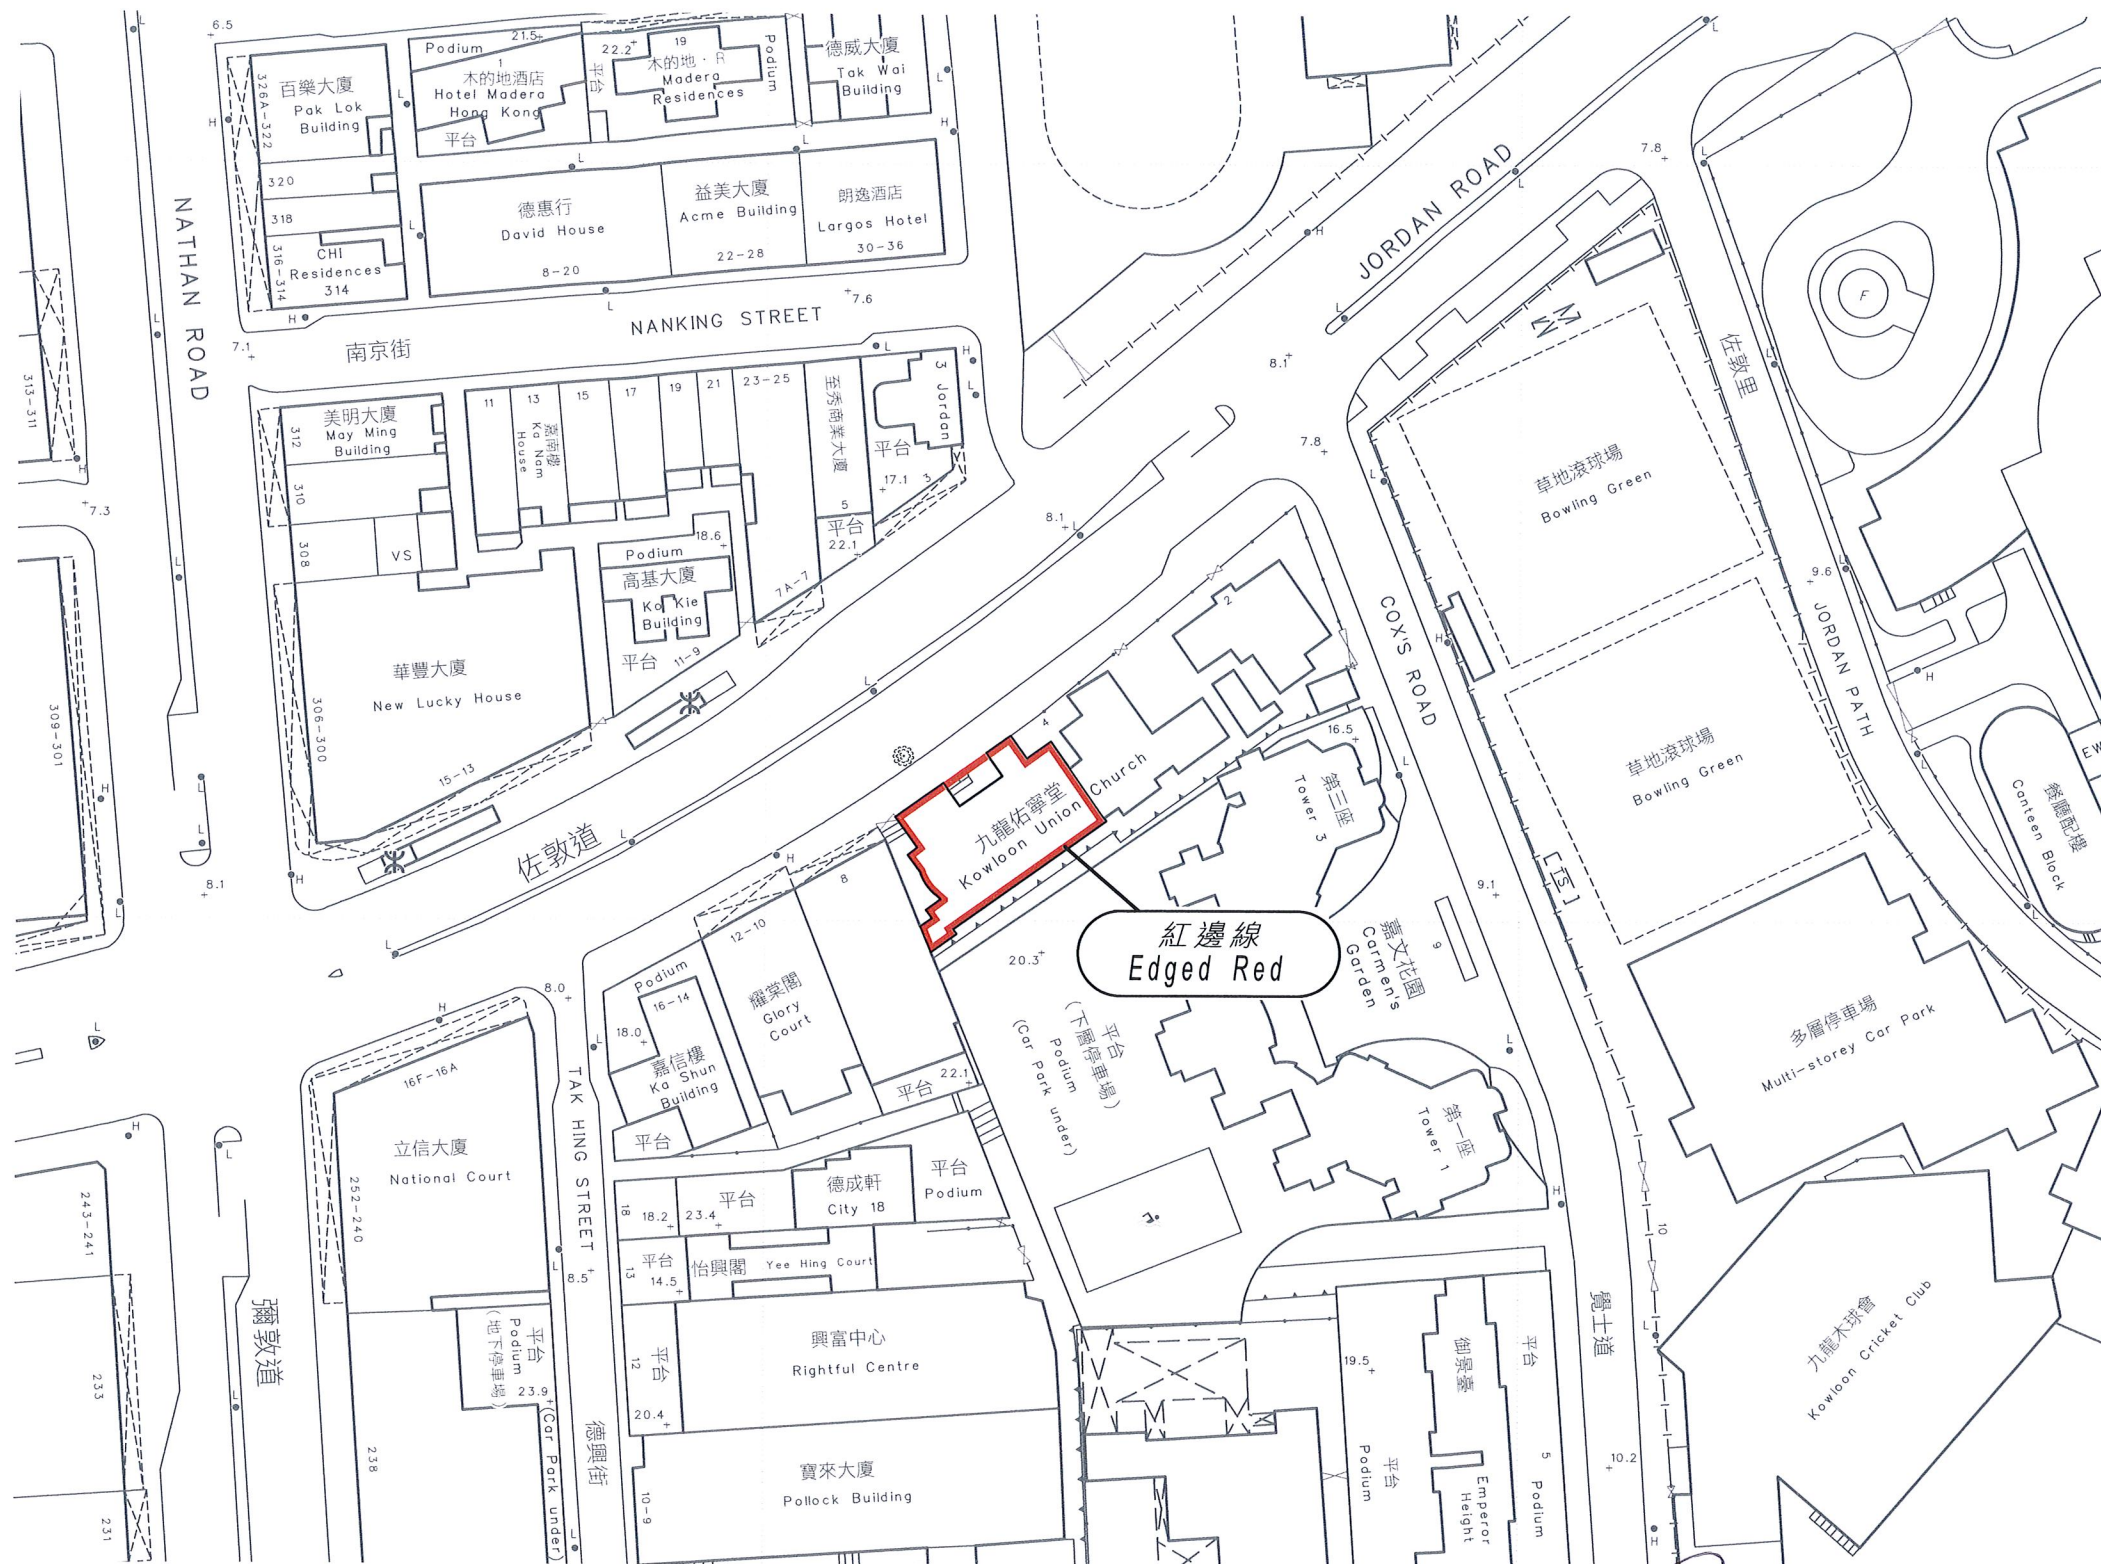 6.5
百樂大廈
Pak Lok
Building
326A-322
320
318
316-314
CHI
Residences
314
Podium
21.5
1
木的地酒店
Hotel Madera
Hong Kong
平台
22.2
平台
19
木的地．R
Madera
Residences
Podium
德威大廈
Tak Wai
Building
德惠行
David House
8-20
益美大廈
Acme Building
22-28
朗逸酒店
Largos Hotel
30-36
NATHAN ROAD
7.1
南京街
NANKING STREET
7.6
JORDAN ROAD
7.8
8.1
7.8
313-311
7.3
美明大廈
May Ming
Building
312
310
308
VS
11
13
嘉南樓
Ka Nam
House
15
17
19
21
23-25
至秀商業大廈
5
平台
22.1
3 Jordan
平台
17.1
3
7A-7
Podium
18.6
高基大廈
Ko Kie
Building
平台
11-9
華豐大廈
New Lucky House
306-300
15-13
309-301
8.1
8.1
佐敦道
佐敦里
JORDAN PATH
9.6
F
草地滾球場
Bowling Green
草地滾球場
Bowling Green
COX'S ROAD
2
4
九龍佑寧堂
Kowloon Union Church
16.5
第三座
Tower 3
TS
9.1
餐廳配樓
Canteen Block
EW
紅邊線
Edged Red
20.3
嘉文花園
Carmen's
Garden
9
平台
(下層停車場)
Podium
(Car Park under)
第一座
Tower 1
多層停車場
Multi-storey Car Park
8
12-10
耀棠閣
Glory
Court
Podium
16-14
18.0
嘉信樓
Ka Shun
Building
平台
平台
22.1
8.0
16F-16A
立信大廈
National Court
252-240
TAK HING STREET
8.5
18
18.2
23.4
平台
德成軒
City 18
平台
Podium
13
平台
14.5
怡興閣
Yee Hing Court
243-241
233
231
彌敦道
平台
Podium
(地下停車場)
23.9
(Car Park under)
238
德興街
12
平台
20.4
興富中心
Rightful Centre
10-9
寶來大廈
Pollock Building
19.5
平台
Podium
御景臺
Emperor
Height
平台
5
Podium
覺士道
10
10.2
九龍木球會
Kowloon Cricket Club